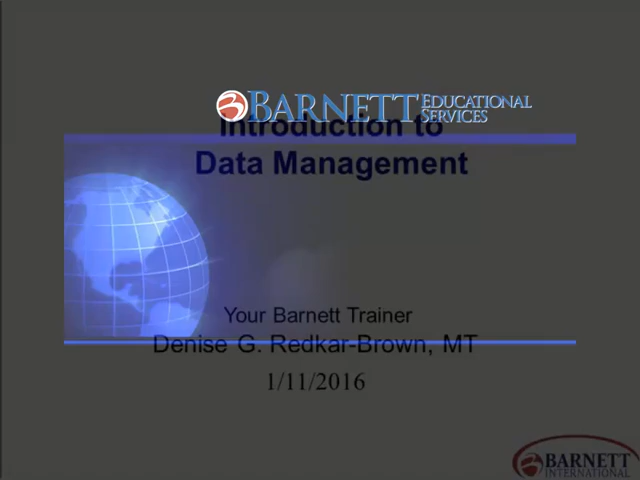 BARNETT EDUCATIONAL SERVICES
Introduction to
Data Management
Your Barnett Trainer
Denise G. Redkar-Brown, MT
1/11/2016
BARNETT
INTERNATIONAL